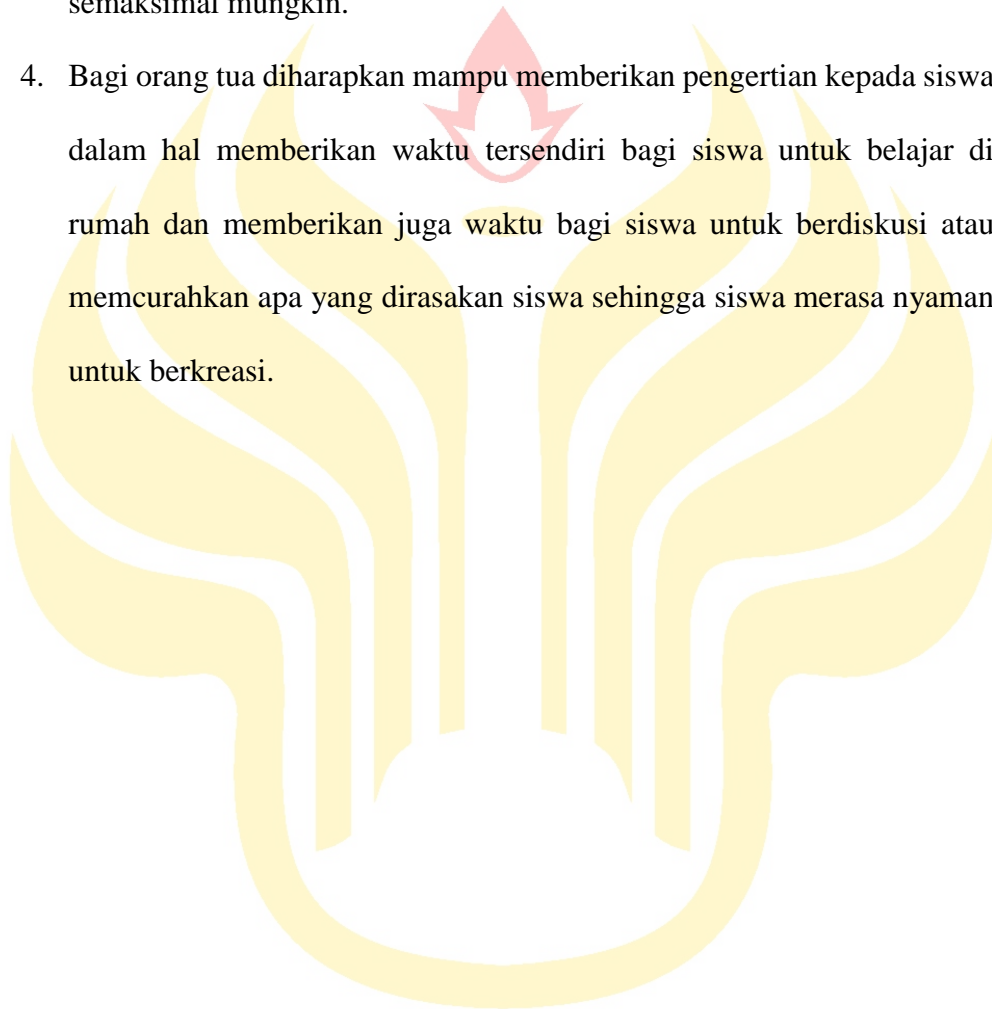 semaksimal mungkin.
4. Bagi orang tua diharapkan mampu memberikan pengertian kepada siswa
dalam hal memberikan waktu tersendiri bagi siswa untuk belajar di
rumah dan memberikan juga waktu bagi siswa untuk berdiskusi atau
memcurahkan apa yang dirasakan siswa sehingga siswa merasa nyaman
untuk berkreasi.